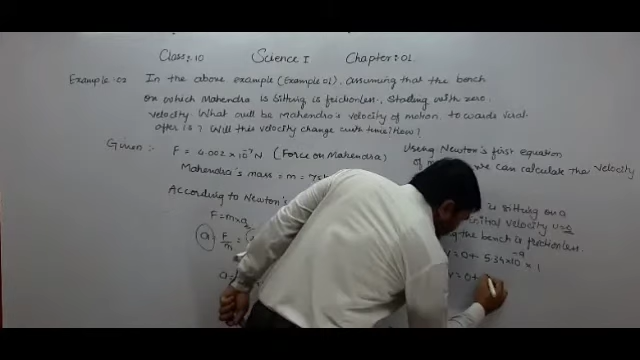 Class:10 Science I Chapter:01.
Example:02 In the above example (Example 01), assuming that the bench
on which Mahendra is sitting is frictionless, starting with zero
velocity. What will be Mahendra's velocity of motion towards Virat
after 1s? Will this velocity change with time? How?
Given :- F = 4.002 × 10⁻⁷ N (Force on Mahendra)
Mahendra's mass = m =
According to Newton's
F = m × a
a = F/m =
Using Newton's first equation
of we can calculate the velocity
is sitting on a
initial velocity u = 0
the bench is frictionless.
v = 0 + 5.34 × 10⁻⁹ × 1
v = 0 +